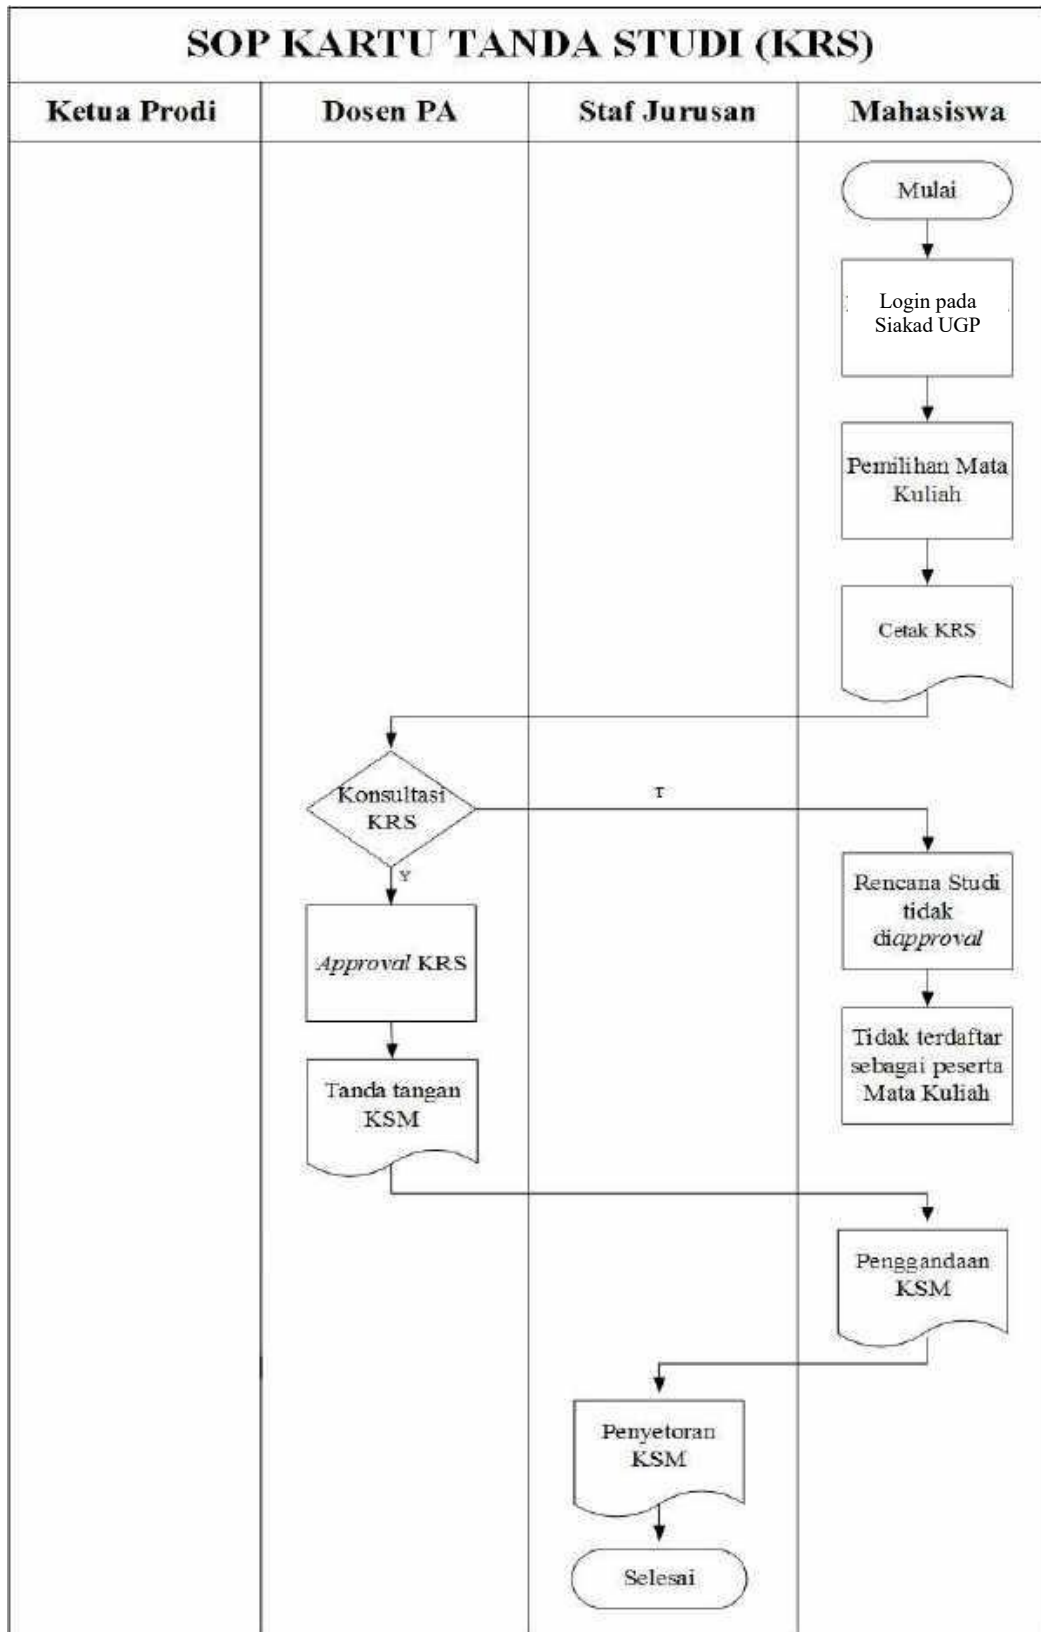 SOP KARTU TANDA STUDI (KRS)
Ketua Prodi
Dosen PA
Staf Jurusan
Mahasiswa
Mulai
Login pada
Siakad UGP
Pemilihan Mata
Kuliah
Cetak KRS
Konsultasi
KRS
T
Y
Rencana Studi
tidak
diapproval
Approval KRS
Tidak terdaftar
sebagai peserta
Mata Kuliah
Tanda tangan
KSM
Penggandaan
KSM
Penyetoran
KSM
Selesai